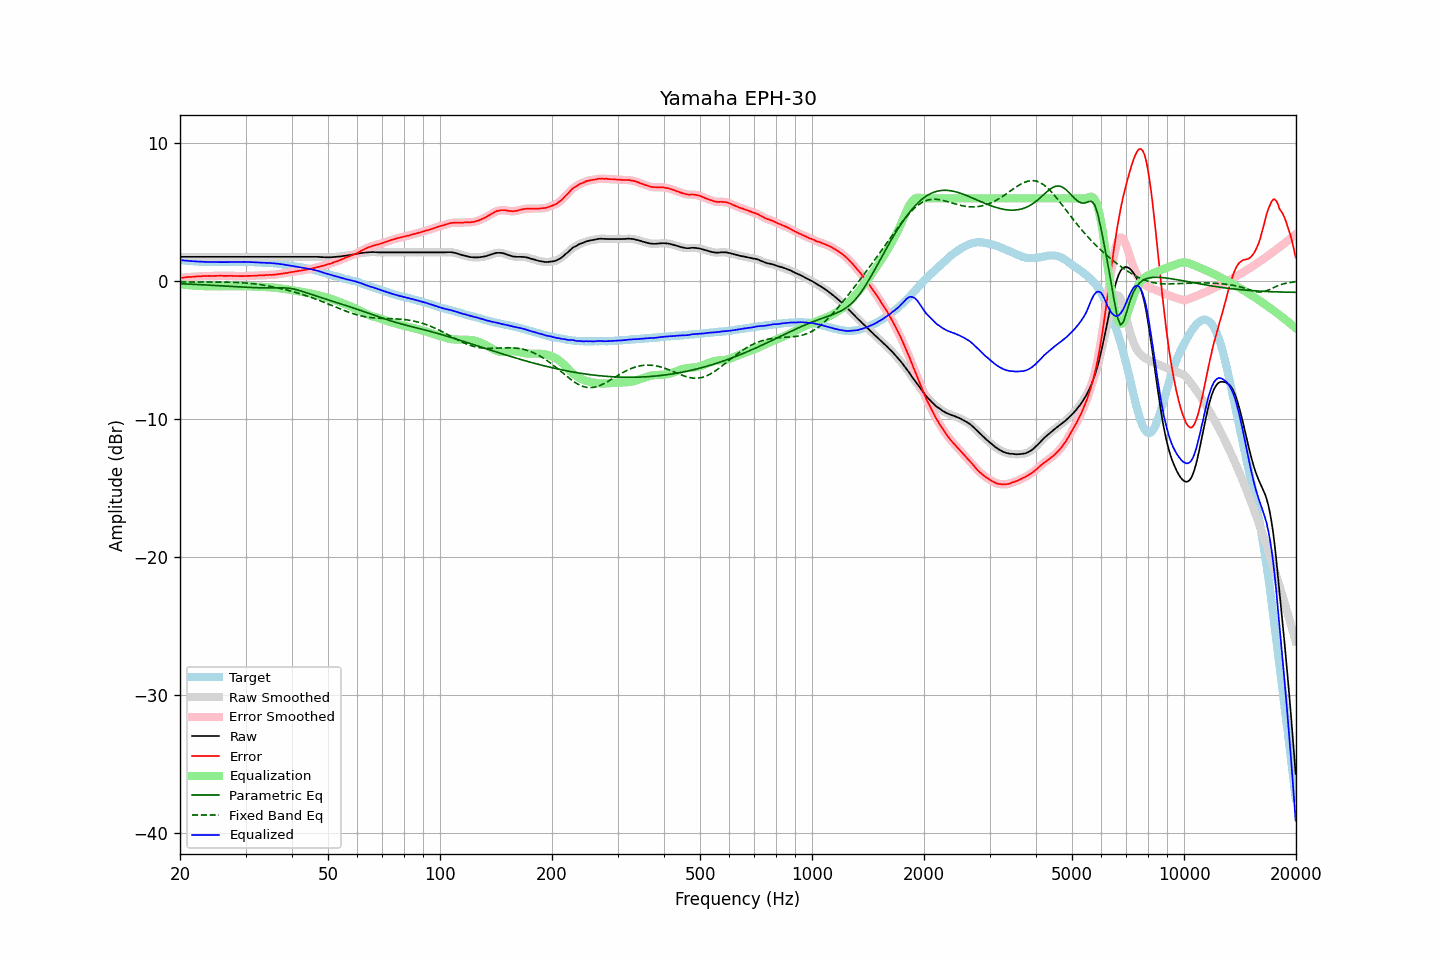 Yamaha EPH-30
Amplitude (dBr)
10
0
−10
−20
−30
−40
Target
Raw Smoothed
Error Smoothed
Raw
Error
Equalization
Parametric Eq
Fixed Band Eq
Equalized
20 50 100 200 500 1000 2000 5000 10000 20000
Frequency (Hz)